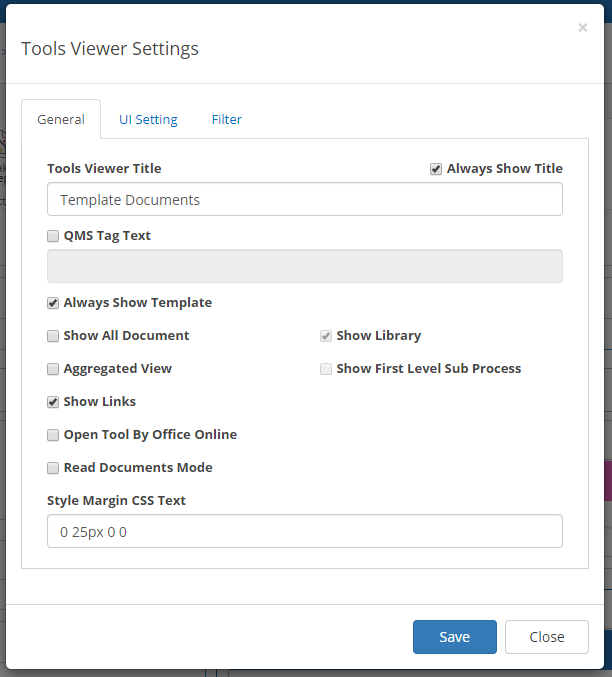 ×
Tools Viewer Settings
General UI Setting Filter
Tools Viewer Title Always Show Title
Template Documents
QMS Tag Text
Always Show Template
Show All Document Show Library
Aggregated View Show First Level Sub Process
Show Links
Open Tool By Office Online
Read Documents Mode
Style Margin CSS Text
0 25px 0 0
Save Close